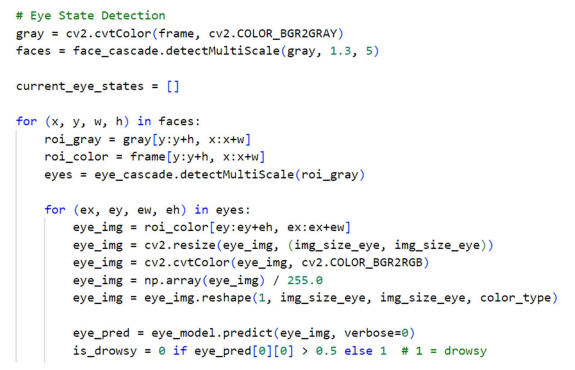 # Eye State Detection
gray = cv2.cvtColor(frame, cv2.COLOR_BGR2GRAY)
faces = face_cascade.detectMultiScale(gray, 1.3, 5)
current_eye_states = []
for (x, y, w, h) in faces:
    roi_gray = gray[y:y+h, x:x+w]
    roi_color = frame[y:y+h, x:x+w]
    eyes = eye_cascade.detectMultiScale(roi_gray)
    for (ex, ey, ew, eh) in eyes:
        eye_img = roi_color[ey:ey+eh, ex:ex+ew]
        eye_img = cv2.resize(eye_img, (img_size_eye, img_size_eye))
        eye_img = cv2.cvtColor(eye_img, cv2.COLOR_BGR2RGB)
        eye_img = np.array(eye_img) / 255.0
        eye_img = eye_img.reshape(1, img_size_eye, img_size_eye, color_type)
        eye_pred = eye_model.predict(eye_img, verbose=0)
        is_drowsy = 0 if eye_pred[0][0] > 0.5 else 1  # 1 = drowsy